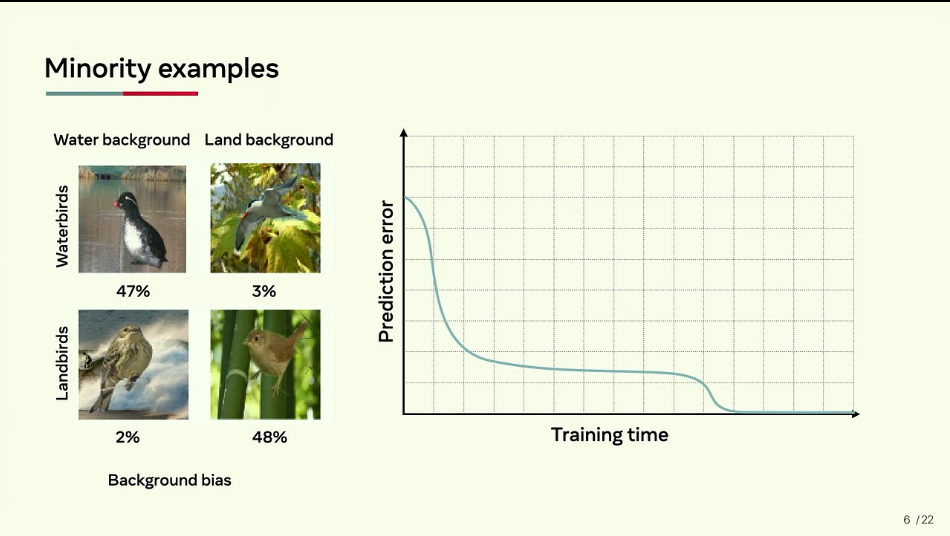 Minority examples
Water background Land background
Waterbirds
47% 3%
Landbirds
2% 48%
Background bias
Prediction error
Training time
6 / 22